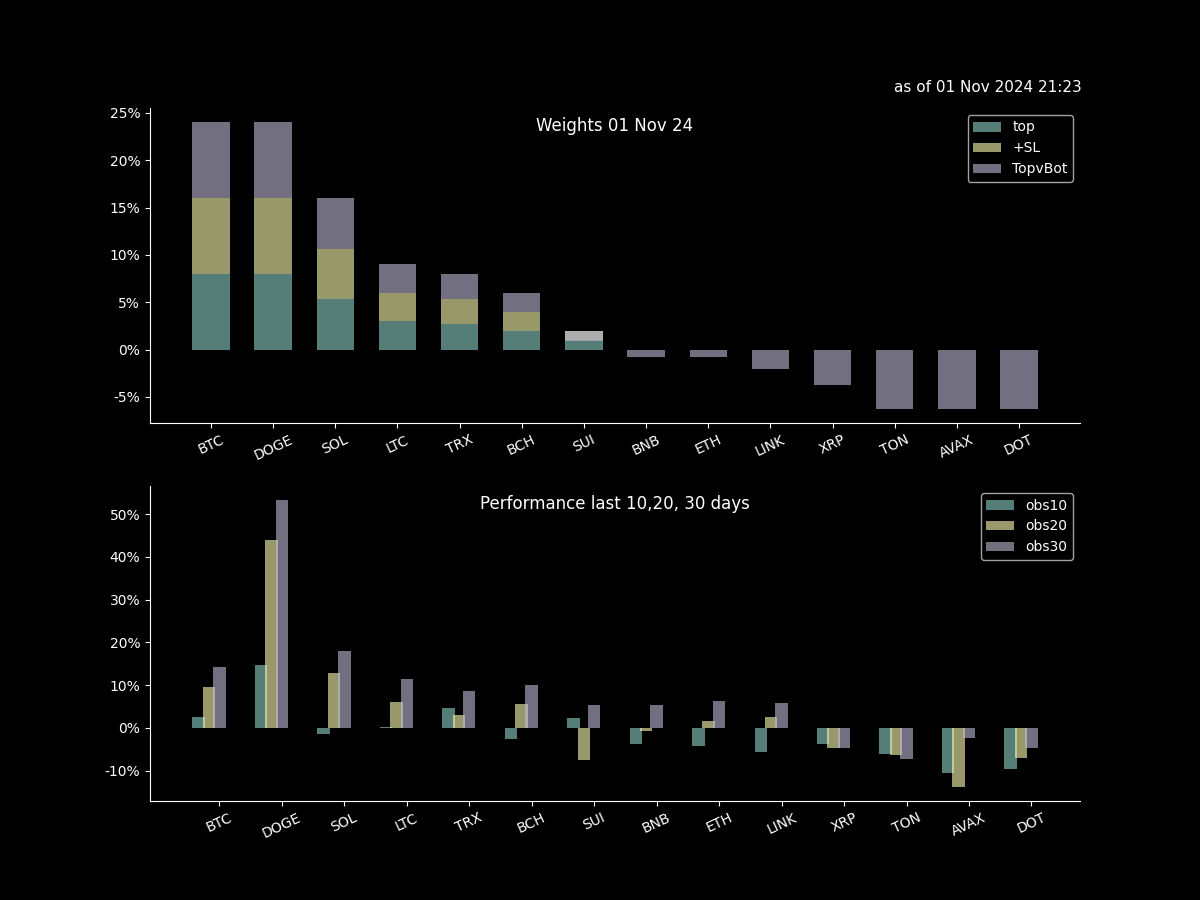 as of 01 Nov 2024 21:23
Weights 01 Nov 24
25%
20%
15%
10%
5%
0%
-5%
top
+SL
TopvBot
BTC DOGE SOL LTC TRX BCH SUI BNB ETH LINK XRP TON AVAX DOT
Performance last 10,20, 30 days
50%
40%
30%
20%
10%
0%
-10%
obs10
obs20
obs30
BTC DOGE SOL LTC TRX BCH SUI BNB ETH LINK XRP TON AVAX DOT